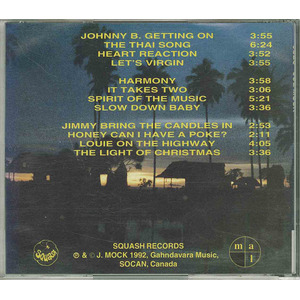 JOHNNY B. GETTING ON 3:55
THE THAI SONG 6:24
HEART REACTION 3:52
LET'S VIRGIN 3:55
HARMONY 3:58
IT TAKES TWO 3:06
SPIRIT OF THE MUSIC 5:21
SLOW DOWN BABY 3:36
JIMMY BRING THE CANDLES IN 2:53
HONEY CAN I HAVE A POKE? 2:11
LOUIE ON THE HIGHWAY 4:05
THE LIGHT OF CHRISTMAS 3:36
SQUASH RECORDS
℗ & © J. MOCK 1992, Gahndavara Music,
SOCAN, Canada
m a